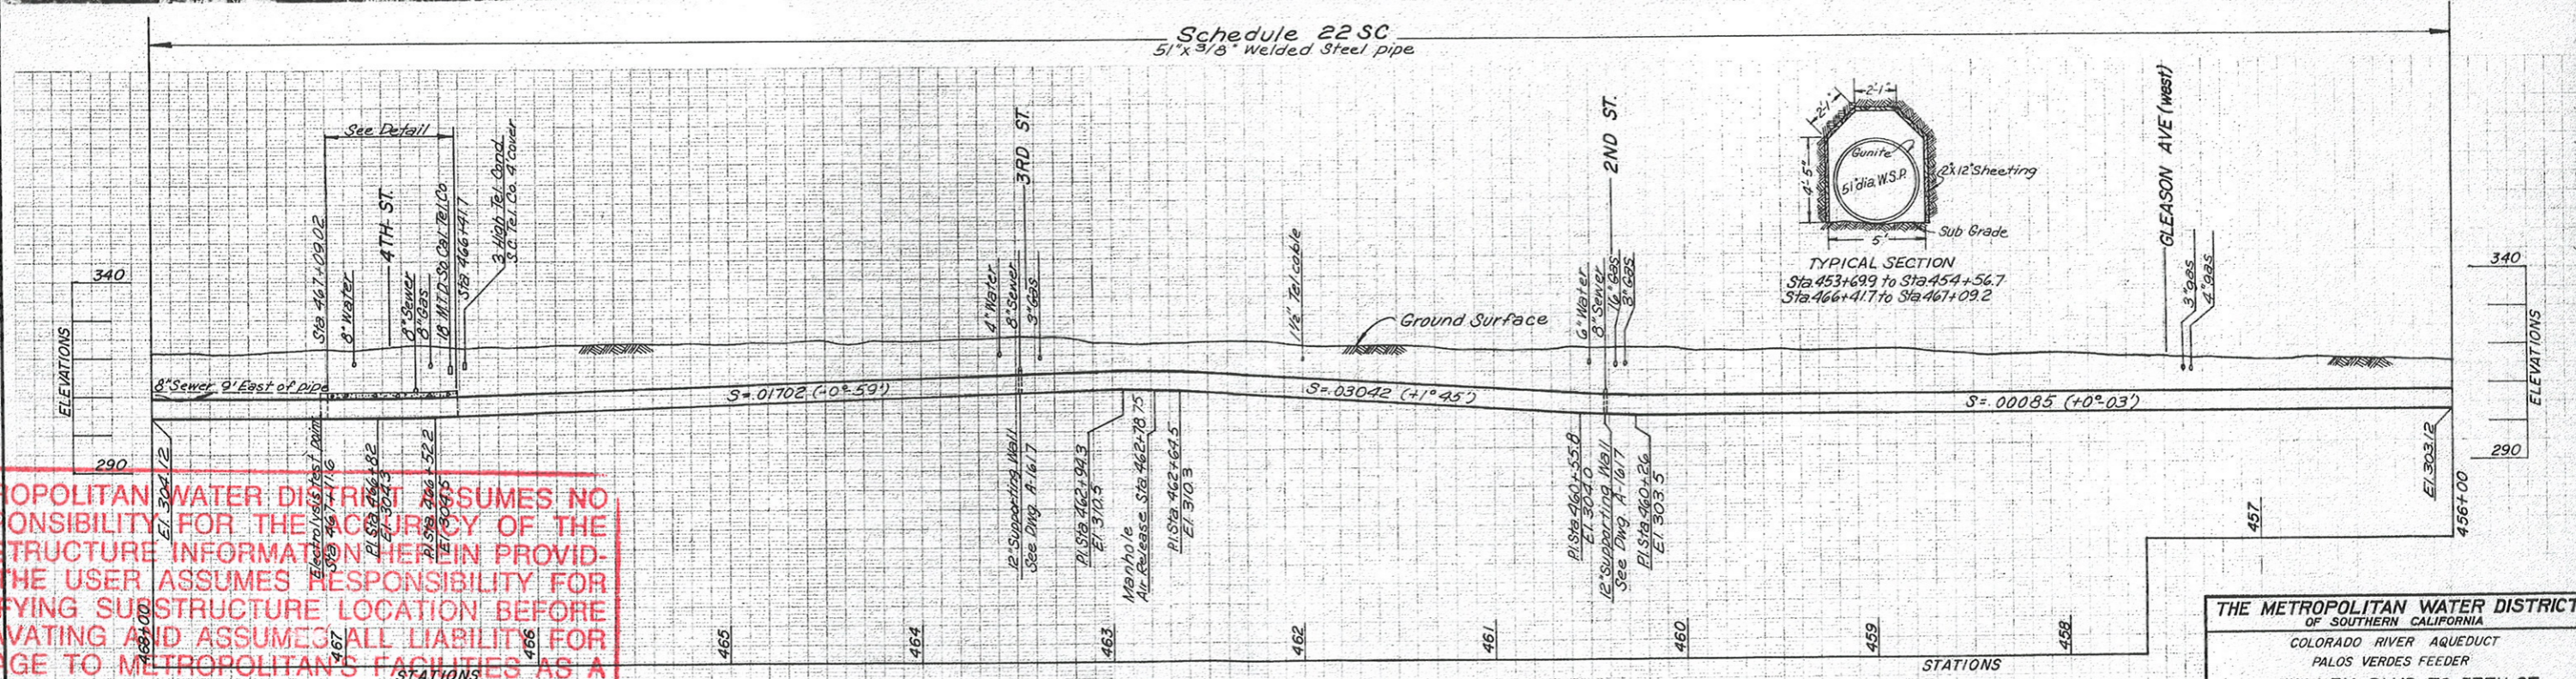 Schedule 22 SC
51"x 3/8" Welded Steel pipe
See Detail
Sta. 467+09.02
8" Water
4TH ST.
8" Sewer
8" Gas
18 M.T.D. So. Cal. Tel. Co.
Sta. 466+41.7
3 High Tel. Cond.
S.C. Tel. Co. 4' Cover
4" Water
8" Sewer
3RD ST.
3" Gas
1 1/2" Tel cable
Ground Surface
6" Water
8" Sewer
2ND ST.
16" Gas
3" Gas
2'-1"
2'-1"
4'-5"
Gunite
51" dia. W.S.P.
2"x12" Sheeting
Sub Grade
5'
TYPICAL SECTION
Sta. 453+69.9 to Sta. 454+56.7
Sta. 466+41.7 to Sta. 467+09.2
GLEASON AVE (west)
3" gas
4" gas
340
ELEVATIONS
290
340
ELEVATIONS
290
8" Sewer 9' East of pipe
S=.01702 (-0°-59')
S=.03042 (+1°45')
S=.00085 (+0°-03')
El. 304.12
Electrolysis test point
Sta. 467+11.6
P.I. Sta. 466+82
El. 304.3
P.I. Sta. 466+52.2
El. 304.5
12" Supporting Wall
See Dwg. A-1617
P.I. Sta. 462+94.3
El. 310.5
Manhole
Air Release Sta. 462+78.75
P.I. Sta. 462+64.5
El. 310.3
P.I. Sta. 460+55.8
El. 304.0
12" Supporting Wall
See Dwg. A-1617
P.I. Sta. 460+26
El. 303.5
El. 303.12
456+00
OPOLITAN WATER DISTRICT ASSUMES NO
ONSIBILITY FOR THE ACCURACY OF THE
TRUCTURE INFORMATION HEREIN PROVID-
THE USER ASSUMES RESPONSIBILITY FOR
FYING SUBSTRUCTURE LOCATION BEFORE
VATING AND ASSUMES ALL LIABILITY FOR
GE TO METROPOLITAN'S FACILITIES AS A
468+00
467
466
465
464
463
462
461
460
459
458
457
STATIONS
STATIONS
THE METROPOLITAN WATER DISTRICT
OF SOUTHERN CALIFORNIA
COLORADO RIVER AQUEDUCT
PALOS VERDES FEEDER